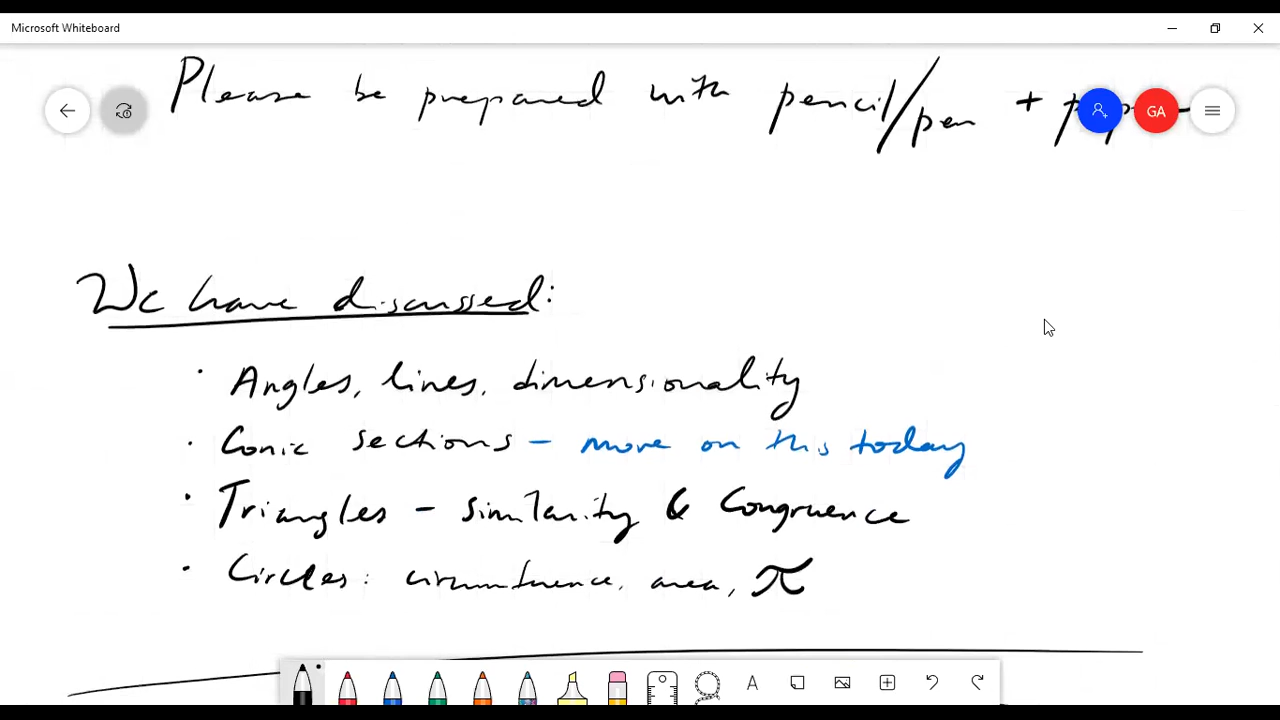 Microsoft Whiteboard
Please be prepared with pencil/pen +
GA
We have discussed:
· Angles, lines, dimensionality
· Conic sections – more on this today
· Triangles – similarity & Congruence
· Circles: circumference, area, π
A